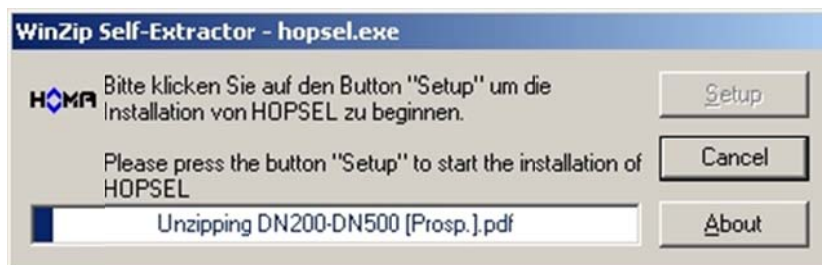 WinZip Self-Extractor - hopsel.exe
HOMA
Bitte klicken Sie auf den Button "Setup" um die
Installation von HOPSEL zu beginnen.
Please press the button "Setup" to start the installation of
HOPSEL
Unzipping DN200-DN500 [Prosp.].pdf
Setup
Cancel
About